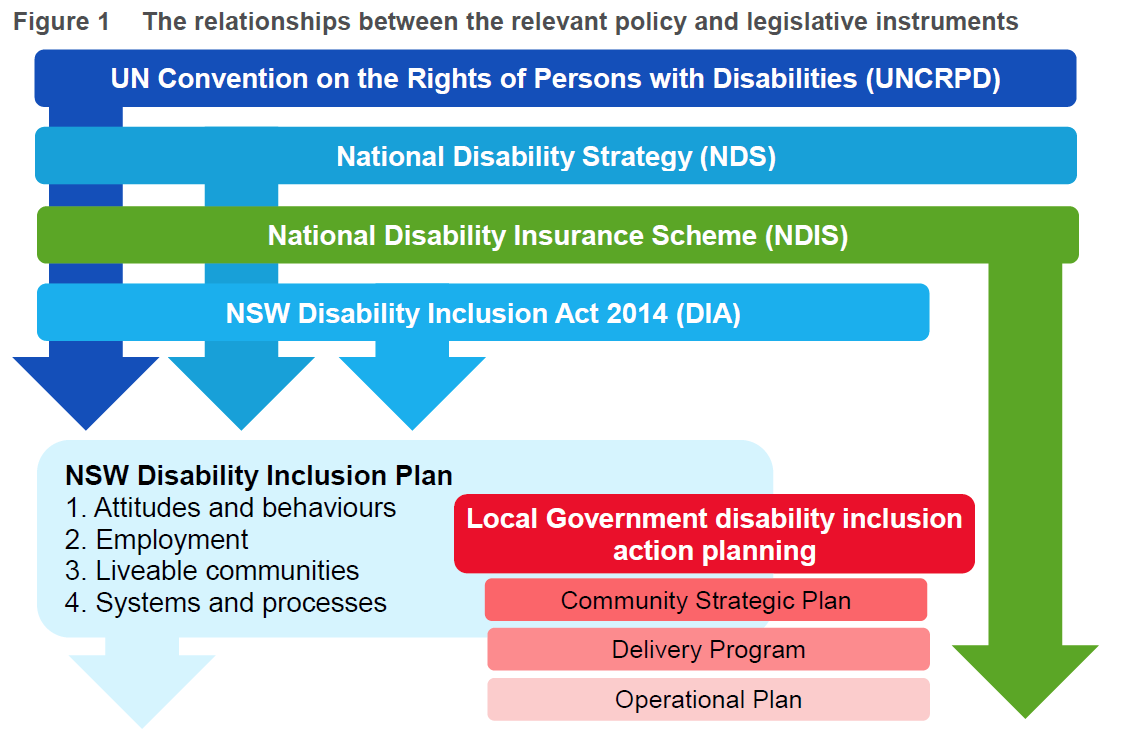 Figure 1 The relationships between the relevant policy and legislative instruments
UN Convention on the Rights of Persons with Disabilities (UNCRPD)
National Disability Strategy (NDS)
National Disability Insurance Scheme (NDIS)
NSW Disability Inclusion Act 2014 (DIA)
NSW Disability Inclusion Plan
1. Attitudes and behaviours
2. Employment
3. Liveable communities
4. Systems and processes
Local Government disability inclusion
action planning
Community Strategic Plan
Delivery Program
Operational Plan